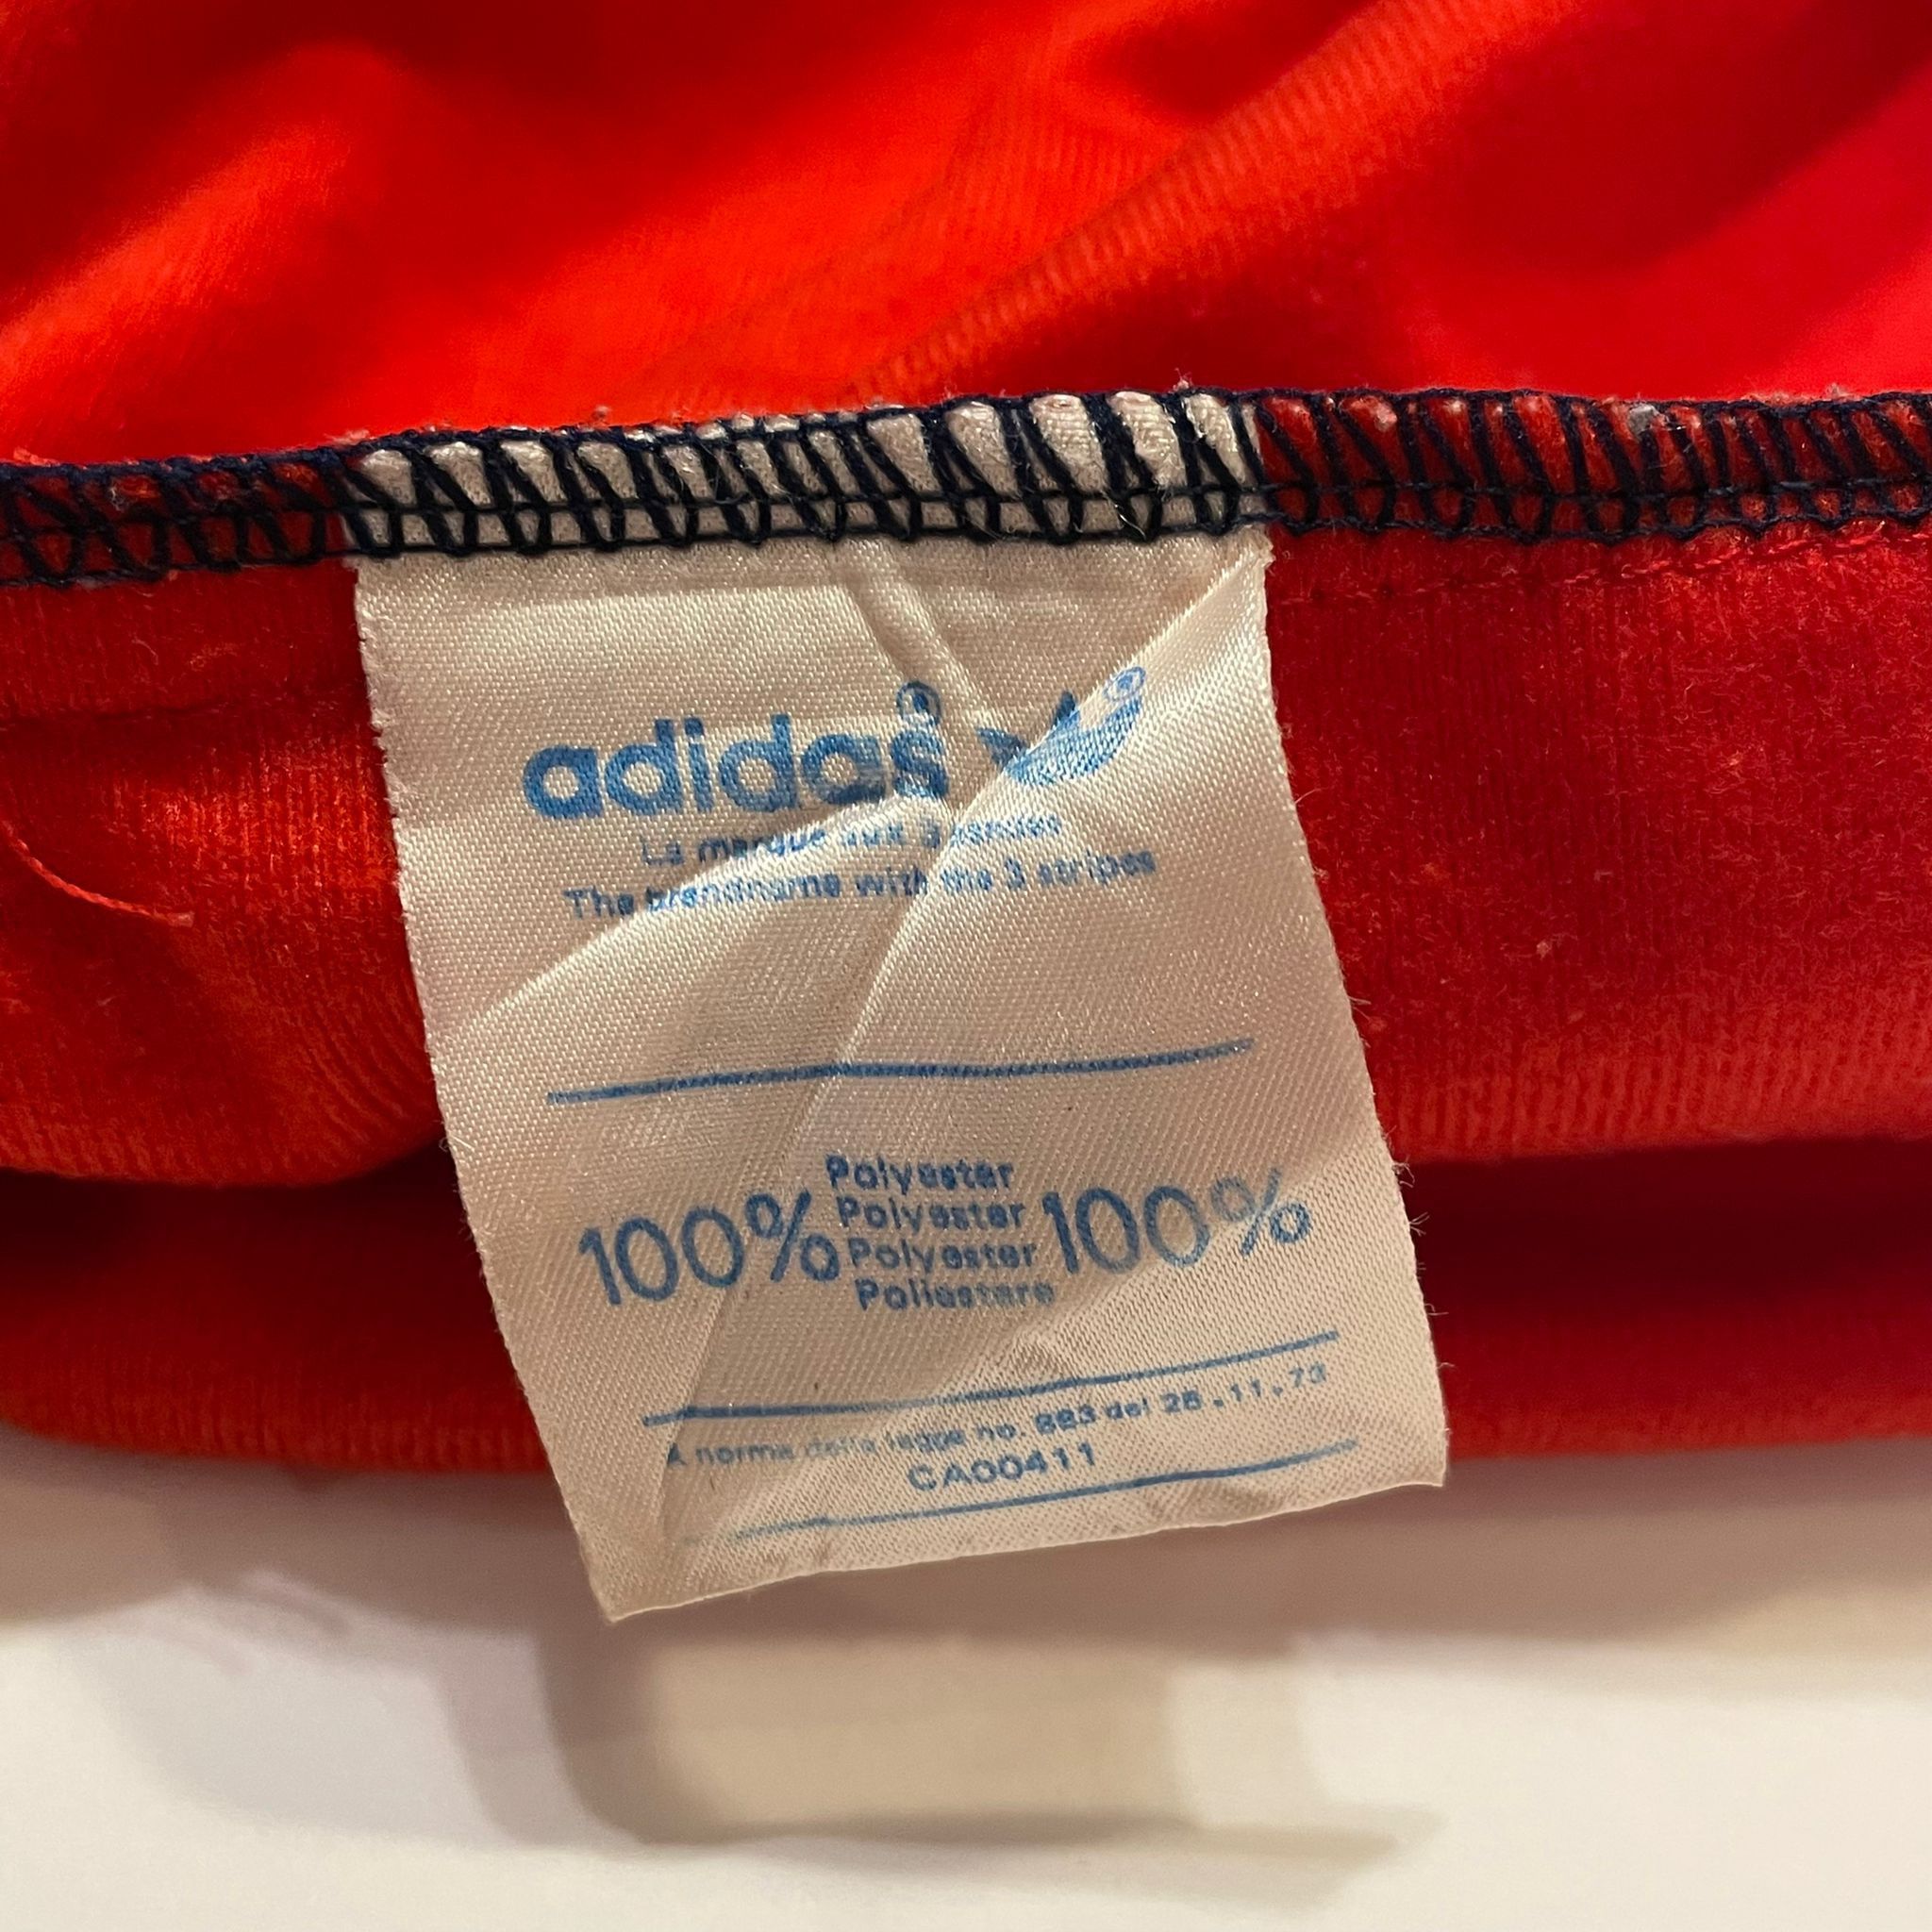 adidas® ®
La marque aux 3 bandes
The brandname with the 3 stripes
100% Polyester 100%
Polyester
Polyester
Poliestere
A norma della legge no. 883 del 26.11.73
CA00411